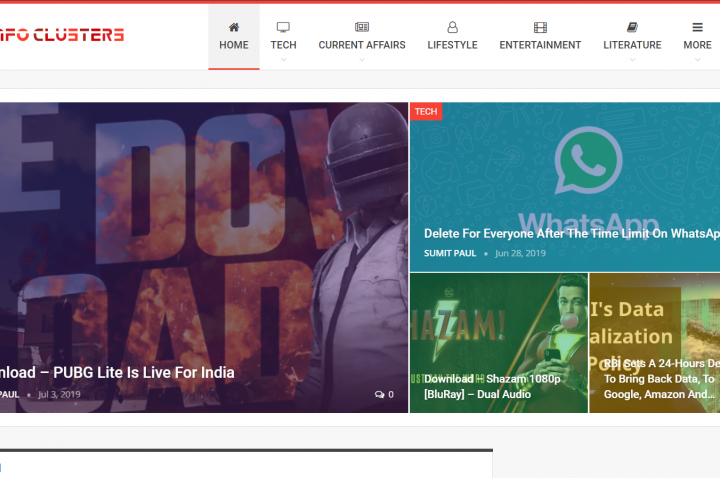 NFO CLUSTERS
HOME
TECH
CURRENT AFFAIRS
LIFESTYLE
ENTERTAINMENT
LITERATURE
MORE
E DOW
OAD
nload – PUBG Lite Is Live For India
PAUL • Jul 3, 2019
0
TECH
WhatsApp
Delete For Everyone After The Time Limit On WhatsAp
SUMIT PAUL • Jun 28, 2019
HAZAM!
Download – Shazam 1080p
[BluRay] – Dual Audio
I's Data
alization
Policy
RBI Sets A 24-Hours De
To Bring Back Data, To
Google, Amazon And...